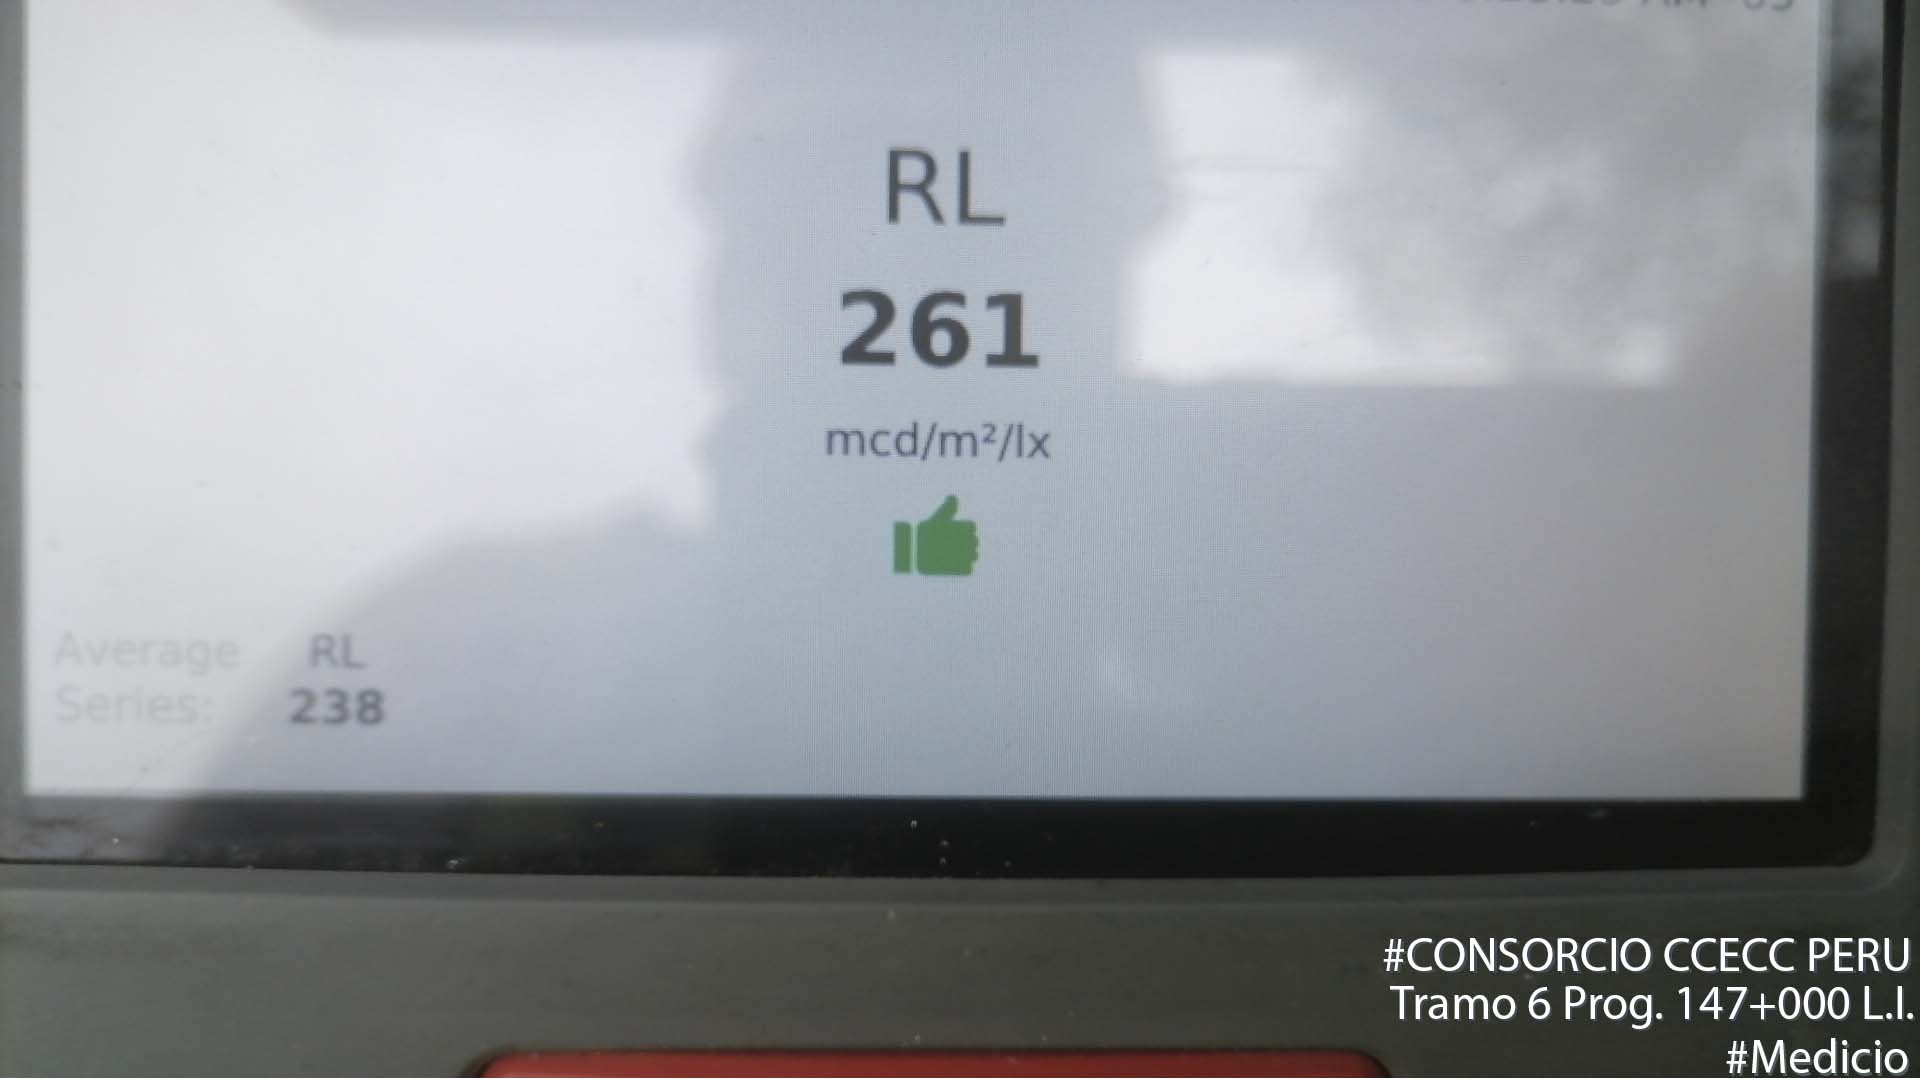 RL
261
mcd/m²/lx
Average RL
Series: 238
#CONSORCIO CCECC PERU
Tramo 6 Prog. 147+000 L.I.
#Medicio